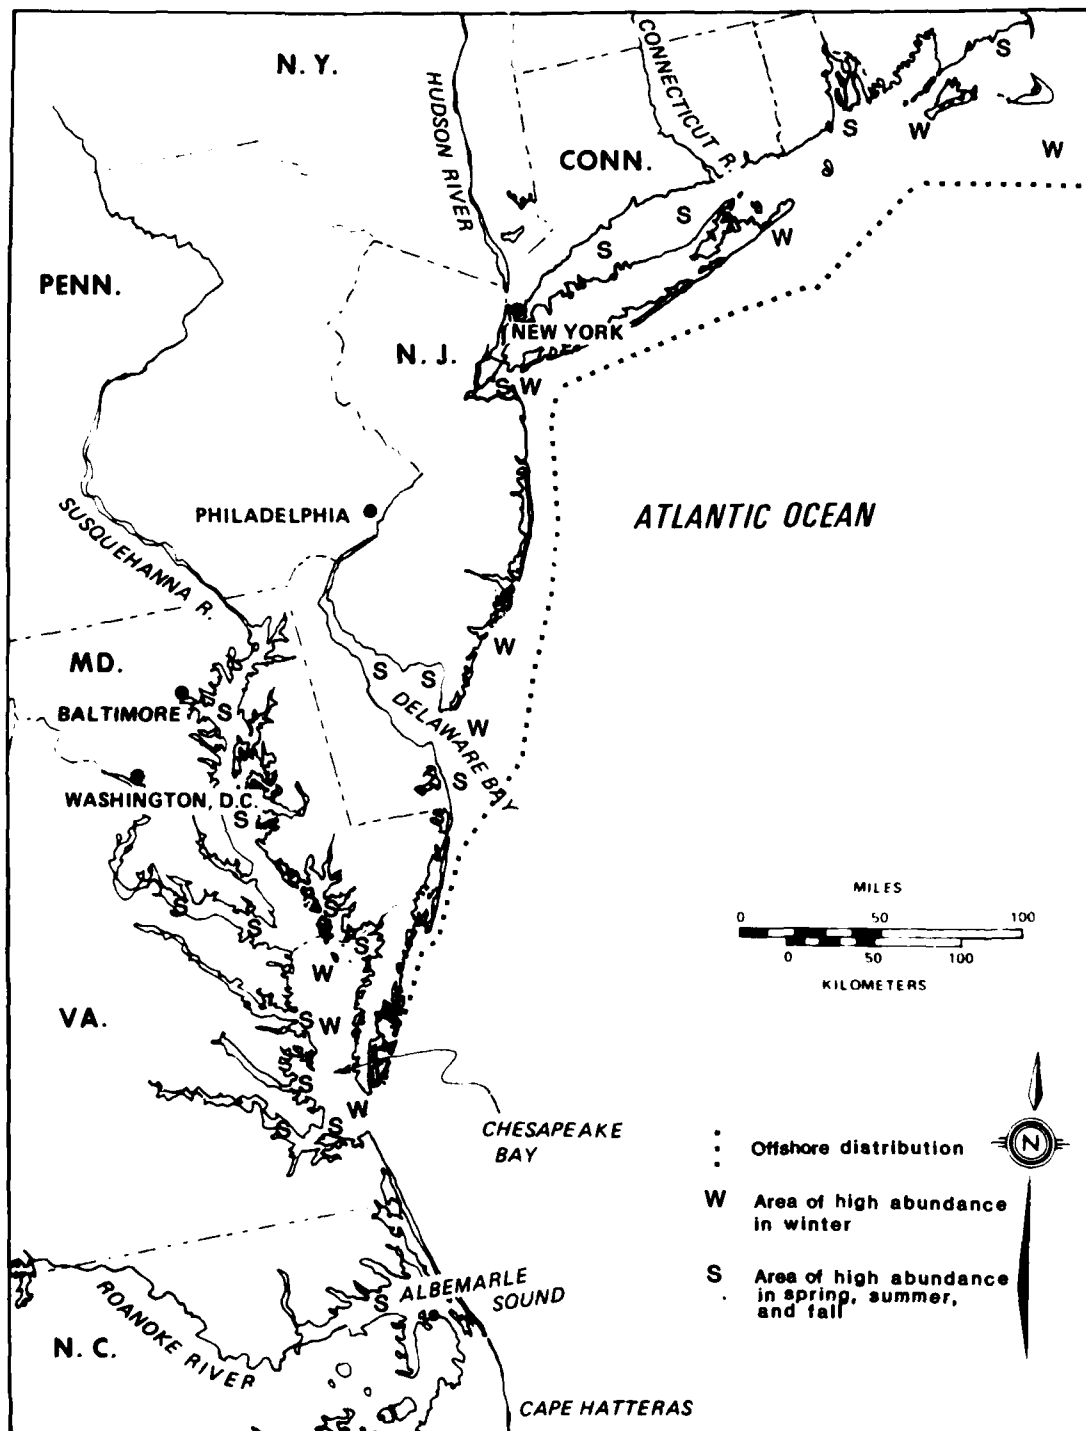 N. Y.
HUDSON RIVER
CONNECTICUT R.
S
S
W
W
CONN.
S
W
S
PENN.
NEW YORK
N. J.
S W
ATLANTIC OCEAN
PHILADELPHIA
SUSQUEHANNA R.
W
MD.
S
S
BALTIMORE
S
DELAWARE BAY
W
S
WASHINGTON, D.C.
S
MILES
0 50 100
0 50 100
KILOMETERS
S
S
S
S
W
VA.
S
W
S
W
S
S
CHESAPEAKE
BAY
N
Offshore distribution
W Area of high abundance
in winter
S Area of high abundance
in spring, summer,
and fall
S
ALBEMARLE
SOUND
ROANOKE RIVER
N. C.
CAPE HATTERAS